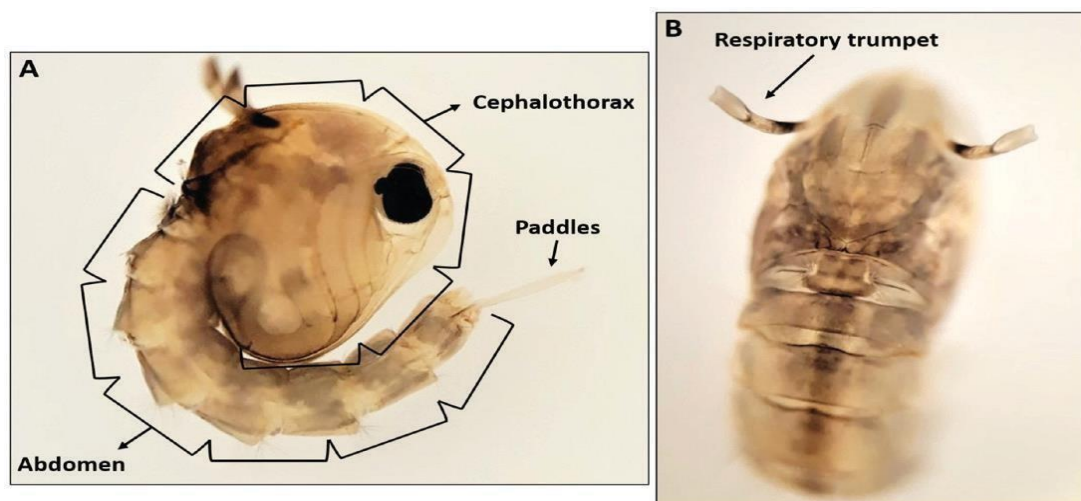 A
Cephalothorax
Paddles
Abdomen
B
Respiratory trumpet